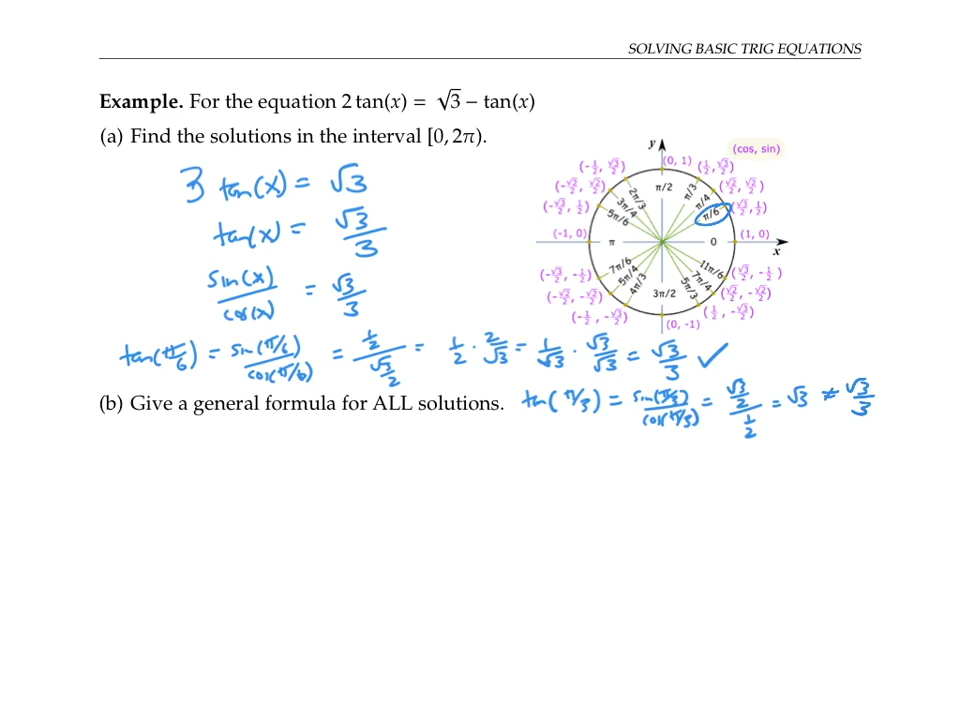 SOLVING BASIC TRIG EQUATIONS
Example. For the equation 2 tan(x) = √3 − tan(x)
(a) Find the solutions in the interval [0, 2π).
3 tan(x) = √3
tan(x) = √3/3
sin(x)/cos(x) = √3/3
y
(cos, sin)
(-1/2, √3/2) (0, 1) (1/2, √3/2)
(-√2/2, √2/2) (√2/2, √2/2)
(-√3/2, 1/2) (√3/2, 1/2)
2π/3 π/2 π/3
3π/4 π/4
5π/6 π/6
(-1, 0) π 0 (1, 0)
x
7π/6 11π/6
5π/4 7π/4
4π/3 3π/2 5π/3
(-√3/2, -1/2) (√3/2, -1/2)
(-√2/2, -√2/2) (√2/2, -√2/2)
(-1/2, -√3/2) (0, -1) (1/2, -√3/2)
tan(π/6) = sin(π/6)/cos(π/6) = (1/2)/(√3/2) = 1/2 · 2/√3 = 1/√3 · √3/√3 = √3/3 ✓
(b) Give a general formula for ALL solutions.
tan(π/3) = sin(π/3)/cos(π/3) = (√3/2)/(1/2) = √3 ≠ √3/3